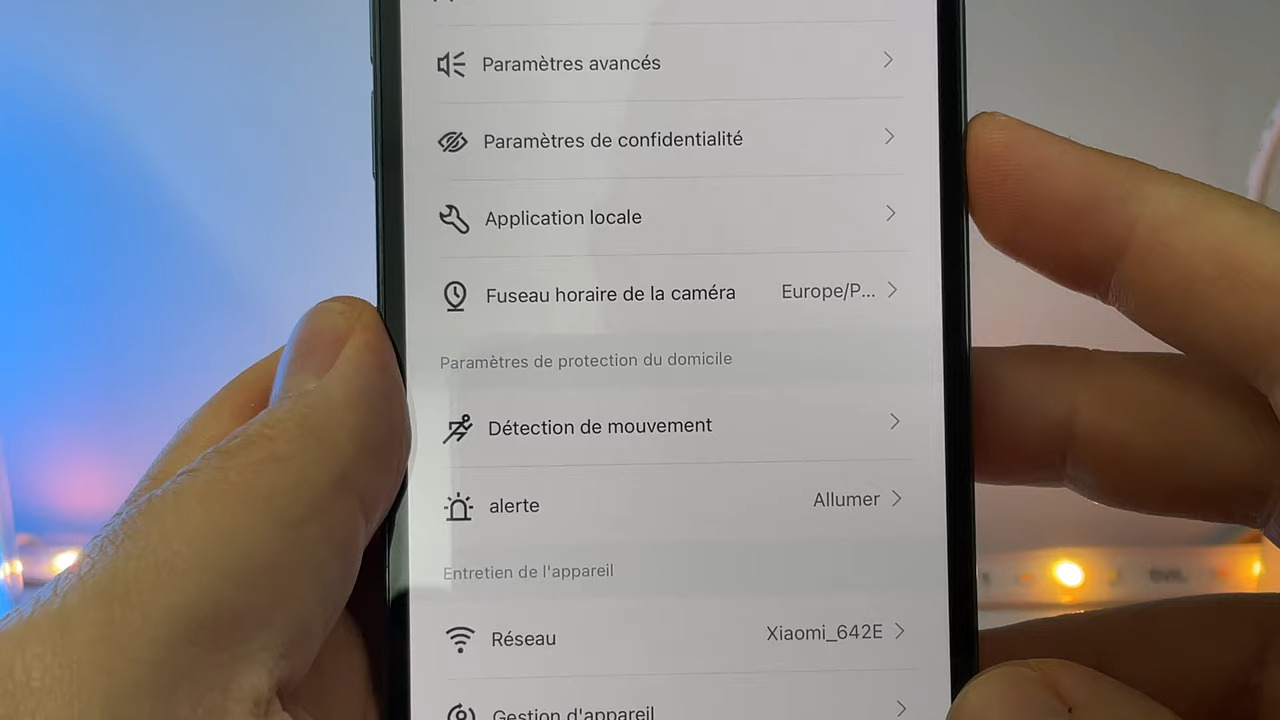 Paramètres avancés
Paramètres de confidentialité
Application locale
Fuseau horaire de la caméra Europe/P...
Paramètres de protection du domicile
Détection de mouvement
alerte Allumer
Entretien de l'appareil
Réseau Xiaomi_642E
Gestion d'appareil